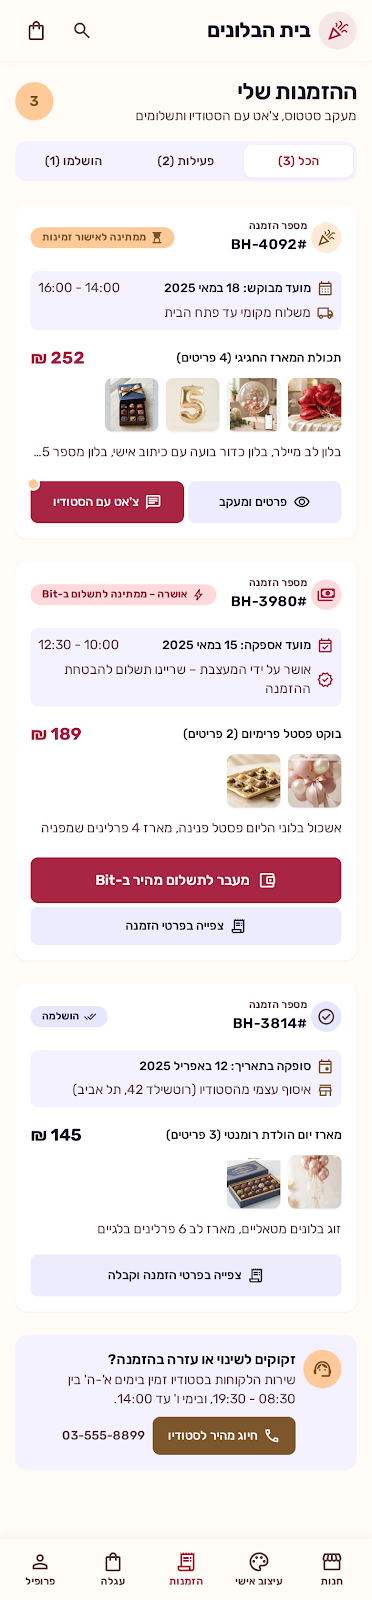 בית הבלונים
ההזמנות שלי
3
מעקב סטטוס, צ'אט עם הסטודיו ותשלומים
הכל (3)
פעילות (2)
הושלמו (1)
מספר הזמנה
#BH-4092
ממתינה לאישור זמינות
מועד מבוקש: 18 במאי 2025
14:00 - 16:00
משלוח מקומי עד פתח הבית
תכולת המארז החגיגי (4 פריטים)
252 ₪
בלון לב מיילר, בלון כדור בועה עם כיתוב אישי, בלון מספר 5...
פרטים ומעקב
צ'אט עם הסטודיו
מספר הזמנה
#BH-3980
אושרה – ממתינה לתשלום ב-Bit
מועד אספקה: 15 במאי 2025
10:00 - 12:30
אושר על ידי המעצבת – שריינו תשלום להבטחת
ההזמנה
בוקט פסטל פרימיום (2 פריטים)
189 ₪
אשכול בלוני הליום פסטל פנינה, מארז 4 פרלינים שמפניה
מעבר לתשלום מהיר ב-Bit
צפייה בפרטי הזמנה
מספר הזמנה
#BH-3814
הושלמה
סופקה בתאריך: 12 באפריל 2025
איסוף עצמי מהסטודיו (רוטשילד 42, תל אביב)
מארז יום הולדת רומנטי (3 פריטים)
145 ₪
זוג בלונים מטאליים, מארז לב 6 פרלינים בלגיים
צפייה בפרטי הזמנה וקבלה
זקוקים לשינוי או עזרה בהזמנה?
שירות הלקוחות בסטודיו זמין בימים א'-ה' בין
08:30 - 19:30, ובימי ו' עד 14:00.
חיוג מהיר לסטודיו
03-555-8899
חנות
עיצוב אישי
הזמנות
עגלה
פרופיל